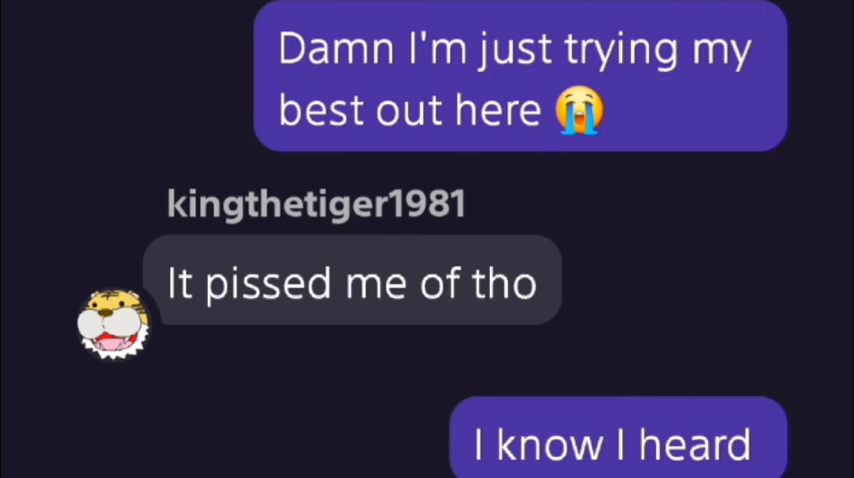 Damn I'm just trying my
best out here 😭
kingthetiger1981
It pissed me of tho
I know I heard